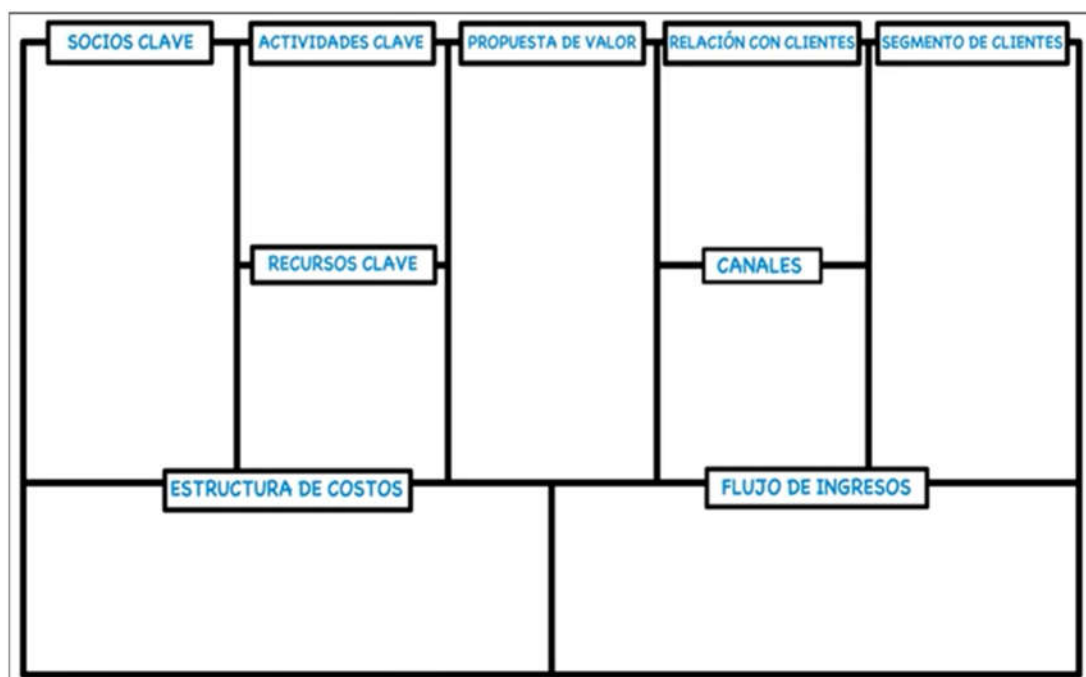 SOCIOS CLAVE
ACTIVIDADES CLAVE
PROPUESTA DE VALOR
RELACIÓN CON CLIENTES
SEGMENTO DE CLIENTES
RECURSOS CLAVE
CANALES
ESTRUCTURA DE COSTOS
FLUJO DE INGRESOS